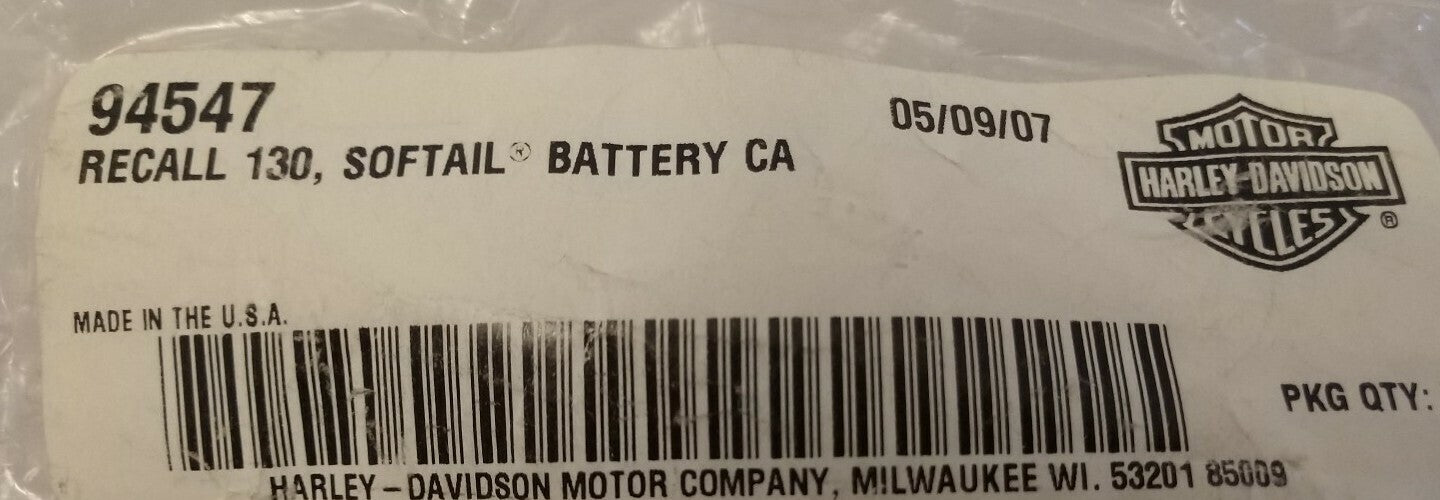 94547
05/09/07
RECALL 130, SOFTAIL® BATTERY CA
MOTOR
HARLEY-DAVIDSON
CYCLES
®
MADE IN THE U.S.A.
PKG QTY:
HARLEY-DAVIDSON MOTOR COMPANY, MILWAUKEE WI. 53201 85009